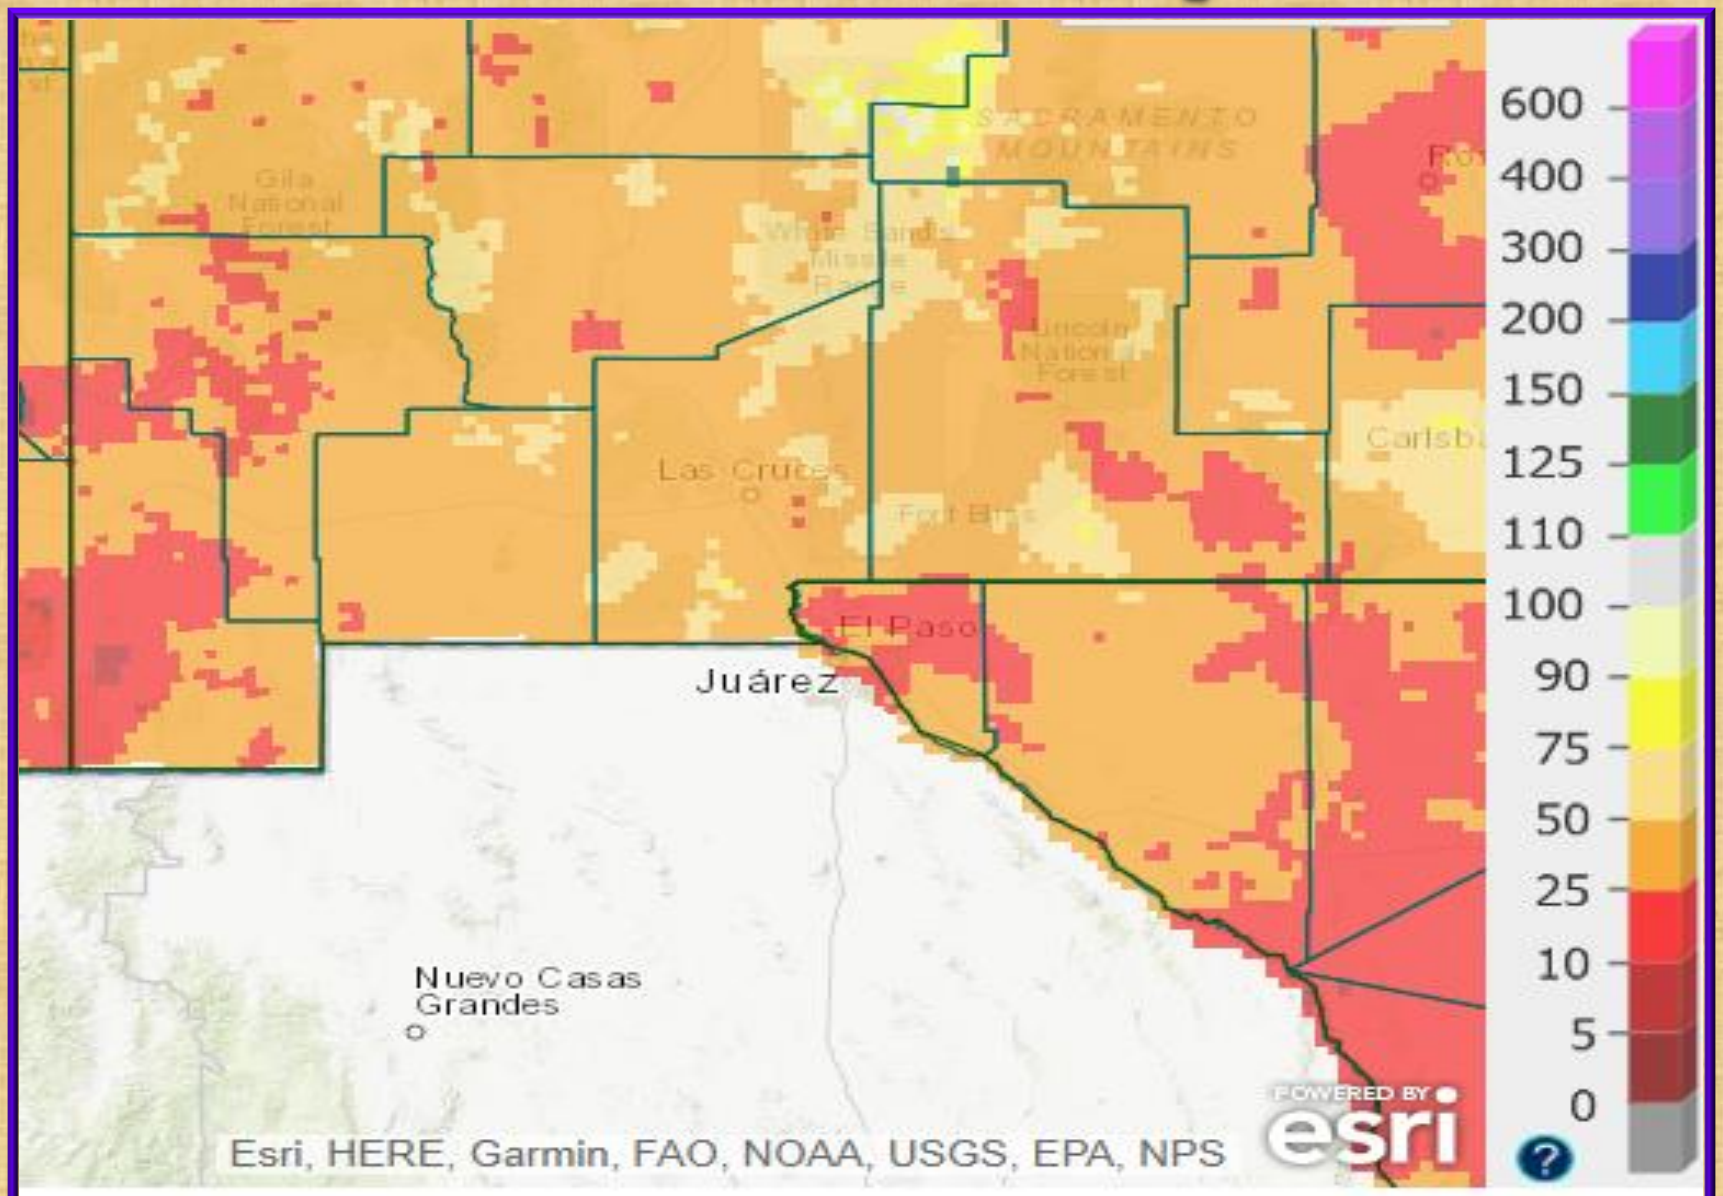 SACRAMENTO
MOUNTAINS
Gila
National
Forest
White Sands
Missile
Range
Lincoln
National
Forest
Las Cruces
Fort Bliss
El Paso
Juárez
Nuevo Casas
Grandes
600
400
300
200
150
125
110
100
90
75
50
25
10
5
0
POWERED BY
esri
Esri, HERE, Garmin, FAO, NOAA, USGS, EPA, NPS
?